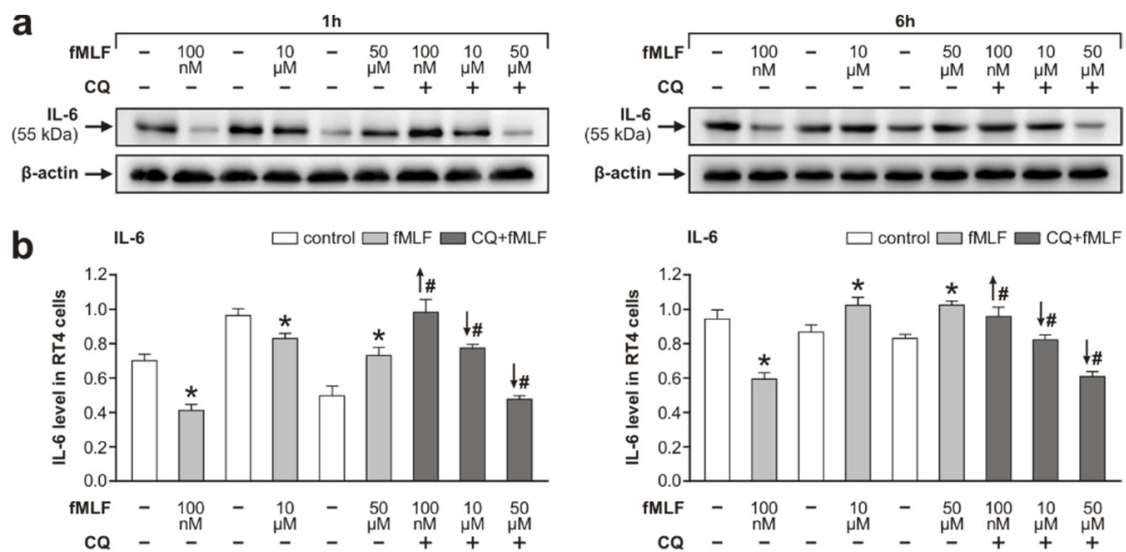 a
1h
fMLF – 100 nM – 10 µM – 50 µM 100 nM 10 µM 50 µM
CQ – – – – – – + + +
IL-6
(55 kDa)
β-actin
6h
fMLF – 100 nM – 10 µM – 50 µM 100 nM 10 µM 50 µM
CQ – – – – – – + + +
IL-6
(55 kDa)
β-actin
b
IL-6 control fMLF CQ+fMLF
IL-6 level in RT4 cells
1.2
1.0
0.8
0.6
0.4
0.2
0.0
* * * # # #
fMLF – 100 nM – 10 µM – 50 µM 100 nM 10 µM 50 µM
CQ – – – – – – + + +
IL-6 control fMLF CQ+fMLF
IL-6 level in RT4 cells
1.2
1.0
0.8
0.6
0.4
0.2
0.0
* * * # # #
fMLF – 100 nM – 10 µM – 50 µM 100 nM 10 µM 50 µM
CQ – – – – – – + + +